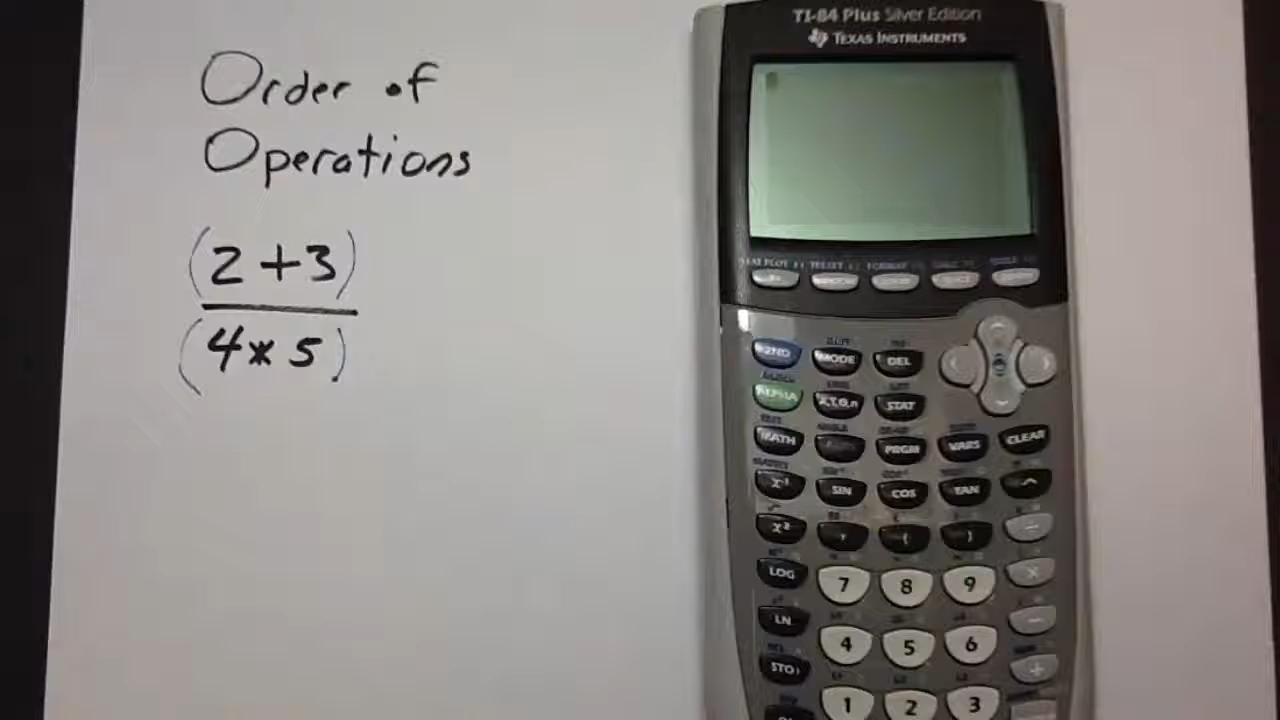 Order of
Operations
(2+3)
(4*5)
TI-84 Plus Silver Edition
TEXAS INSTRUMENTS
2ND MODE DEL
ALPHA X,T,Θ,n STAT
MATH PRGM VARS CLEAR
x⁻¹ SIN COS TAN ^
x² , ( ) ÷
LOG 7 8 9 ×
LN 4 5 6 −
STO› 1 2 3 +